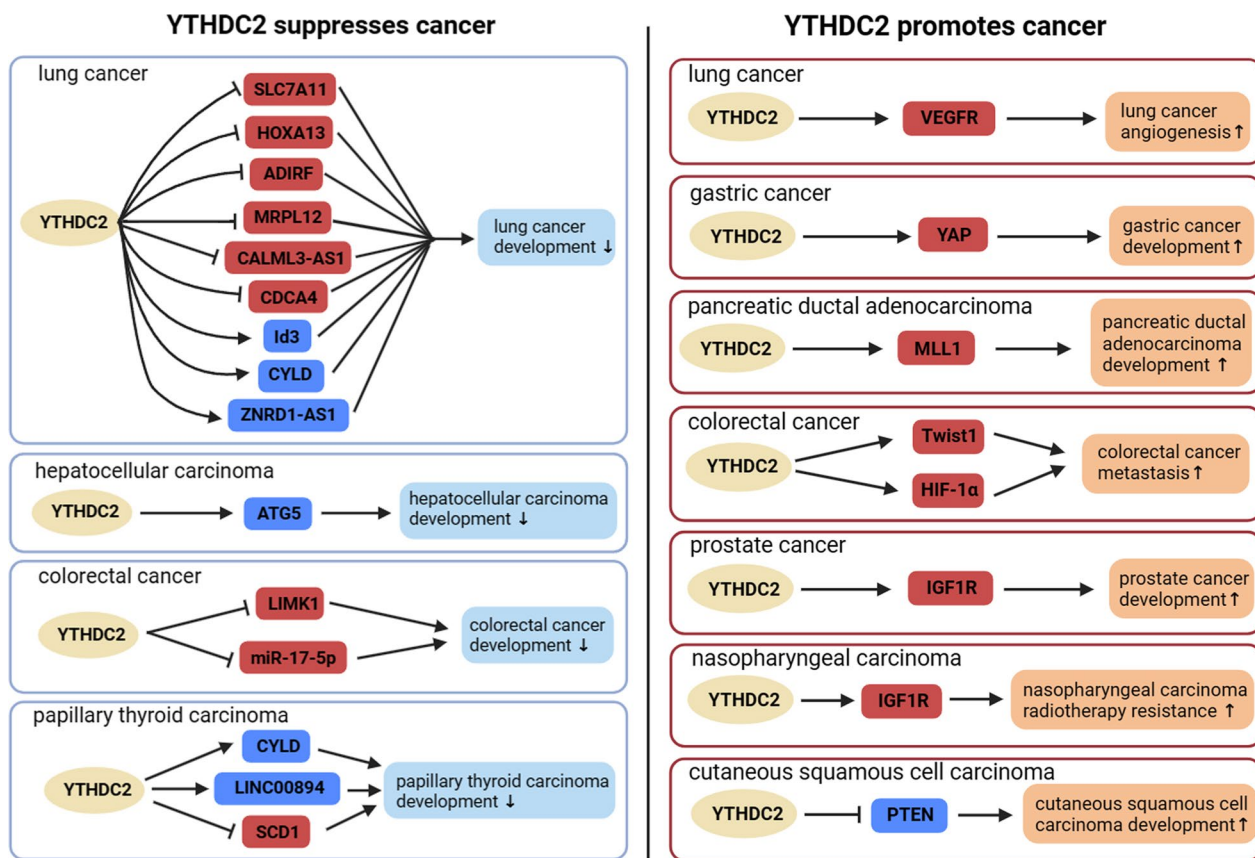 YTHDC2 suppresses cancer
lung cancer
YTHDC2
SLC7A11
HOXA13
ADIRF
MRPL12
CALML3-AS1
CDCA4
Id3
CYLD
ZNRD1-AS1
lung cancer
development ↓
hepatocellular carcinoma
YTHDC2
ATG5
hepatocellular carcinoma
development ↓
colorectal cancer
YTHDC2
LIMK1
miR-17-5p
colorectal cancer
development ↓
papillary thyroid carcinoma
YTHDC2
CYLD
LINC00894
SCD1
papillary thyroid carcinoma
development ↓
YTHDC2 promotes cancer
lung cancer
YTHDC2
VEGFR
lung cancer
angiogenesis↑
gastric cancer
YTHDC2
YAP
gastric cancer
development↑
pancreatic ductal adenocarcinoma
YTHDC2
MLL1
pancreatic ductal
adenocarcinoma
development ↑
colorectal cancer
YTHDC2
Twist1
HIF-1α
colorectal cancer
metastasis↑
prostate cancer
YTHDC2
IGF1R
prostate cancer
development↑
nasopharyngeal carcinoma
YTHDC2
IGF1R
nasopharyngeal carcinoma
radiotherapy resistance ↑
cutaneous squamous cell carcinoma
YTHDC2
PTEN
cutaneous squamous cell
carcinoma development↑